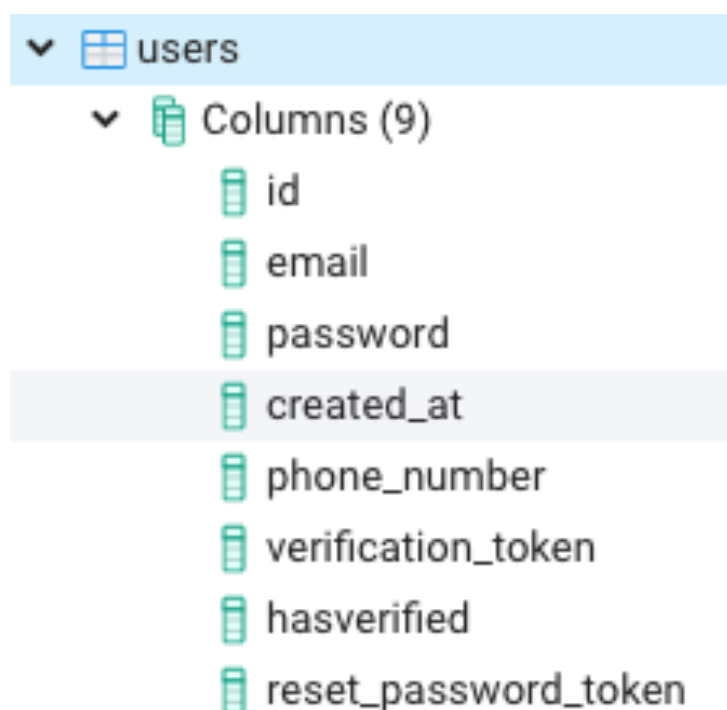 users
Columns (9)
id
email
password
created_at
phone_number
verification_token
hasverified
reset_password_token